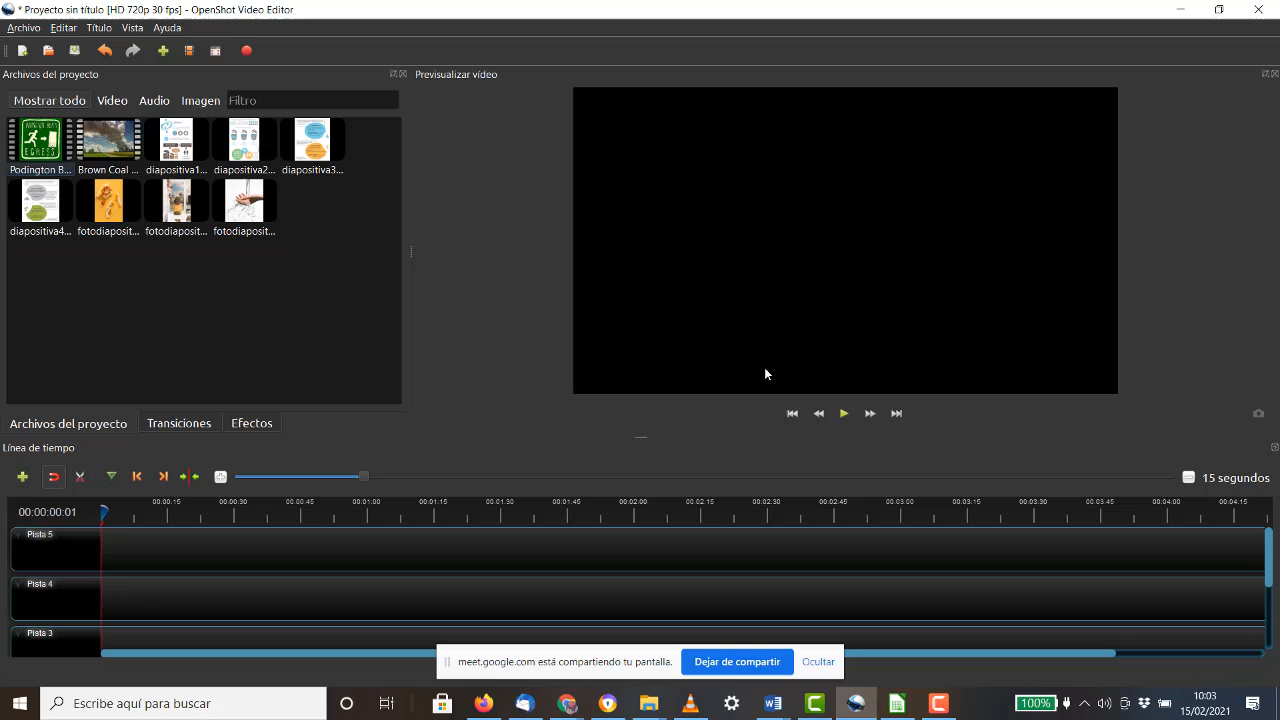 * Proyecto sin título [HD 720p 30 fps] - OpenShot Video Editor
Archivo Editar Título Vista Ayuda
Archivos del proyecto
Previsualizar vídeo
Mostrar todo Vídeo Audio Imagen Filtro
EGRESS
Podington B... Brown Coal ... diapositiva1... diapositiva2... diapositiva3...
diapositiva4... fotodiaposit... fotodiaposit... fotodiaposit...
Archivos del proyecto Transiciones Efectos
Línea de tiempo
15 segundos
00:00:00:01
00:00:15 00:00:30 00:00:45 00:01:00 00:01:15 00:01:30 00:01:45 00:02:00 00:02:15 00:02:30 00:02:45 00:03:00 00:03:15 00:03:30 00:03:45 00:04:00 00:04:15
Pista 5
Pista 4
Pista 3
meet.google.com está compartiendo tu pantalla. Dejar de compartir Ocultar
Escribe aquí para buscar
100%
10:03
15/02/2021